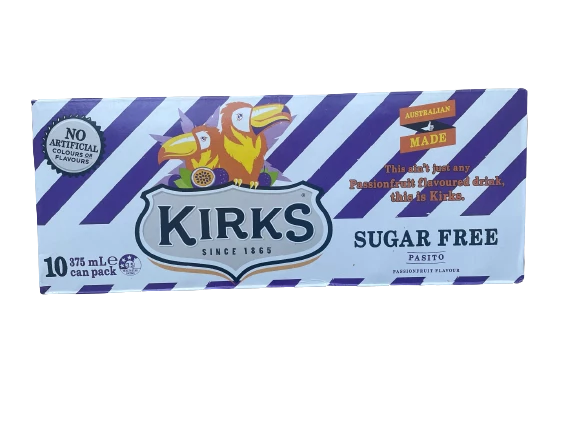 NO
ARTIFICIAL
COLOURS OR
FLAVOURS
AUSTRALIAN
MADE
This ain't just any
Passionfruit flavoured drink,
this is Kirks.
KIRKS
®
SINCE 1865
SUGAR FREE
PASITO
PASSIONFRUIT FLAVOUR
10 375 mL℮
can pack